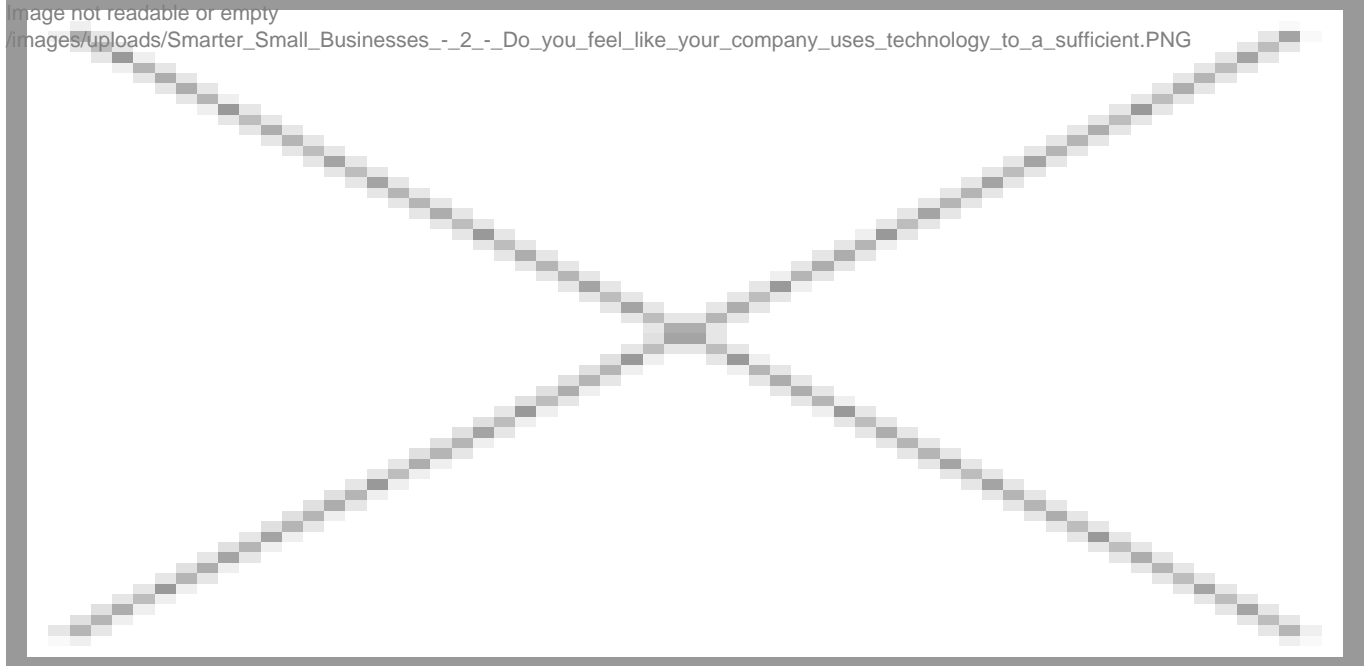 Image not readable or empty
/images/uploads/Smarter_Small_Businesses_-_2_-_Do_you_feel_like_your_company_uses_technology_to_a_sufficient.PNG